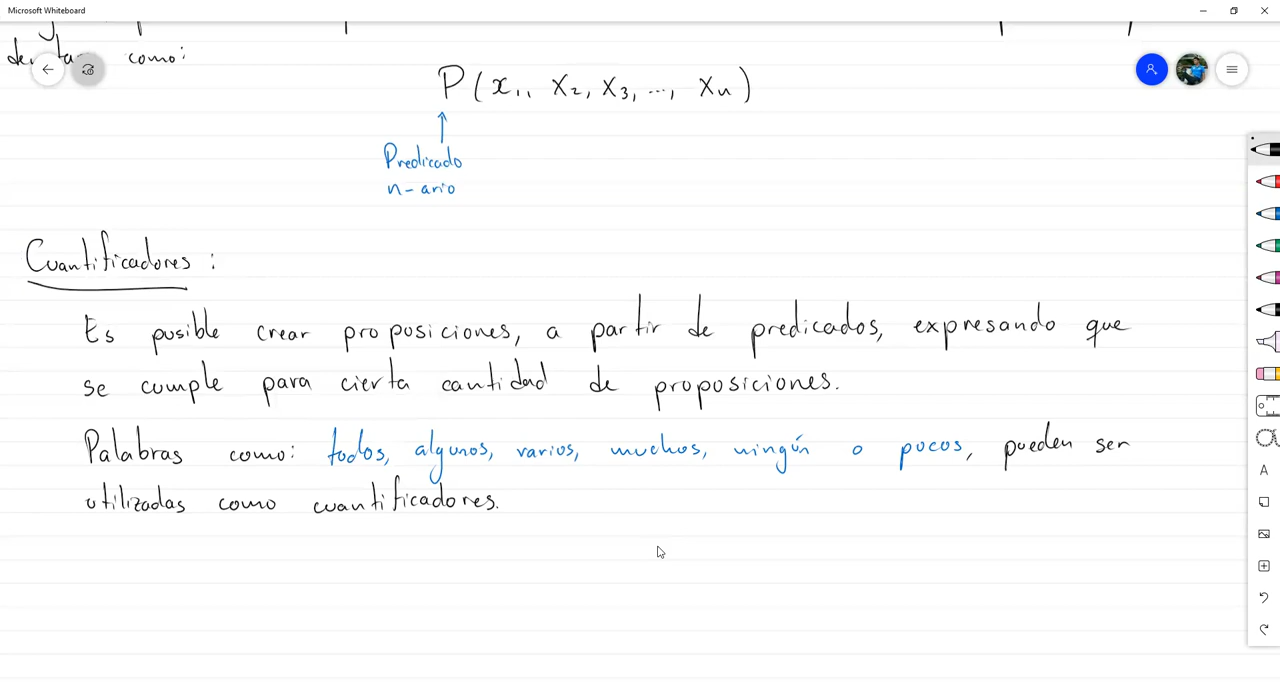 Microsoft Whiteboard
como:
P(x₁, x₂, x₃, ..., xₙ)
Predicado
n-ario
Cuantificadores:
Es posible crear proposiciones, a partir de predicados, expresando que
se cumple para cierta cantidad de proposiciones.
Palabras como: todos, algunos, varios, muchos, ningún o pocos, pueden ser
utilizadas como cuantificadores.
A